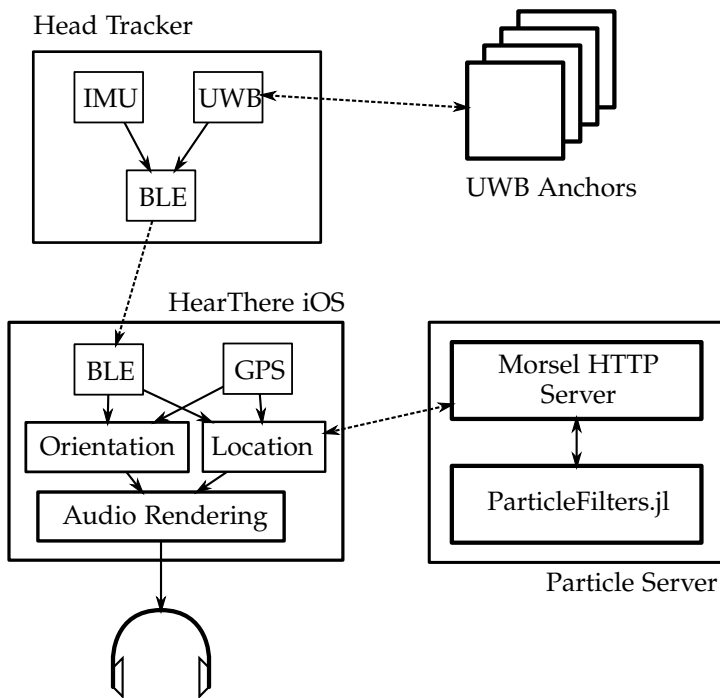 Head Tracker
IMU
UWB
BLE
UWB Anchors
HearThere iOS
BLE
GPS
Orientation
Location
Audio Rendering
Morsel HTTP
Server
ParticleFilters.jl
Particle Server